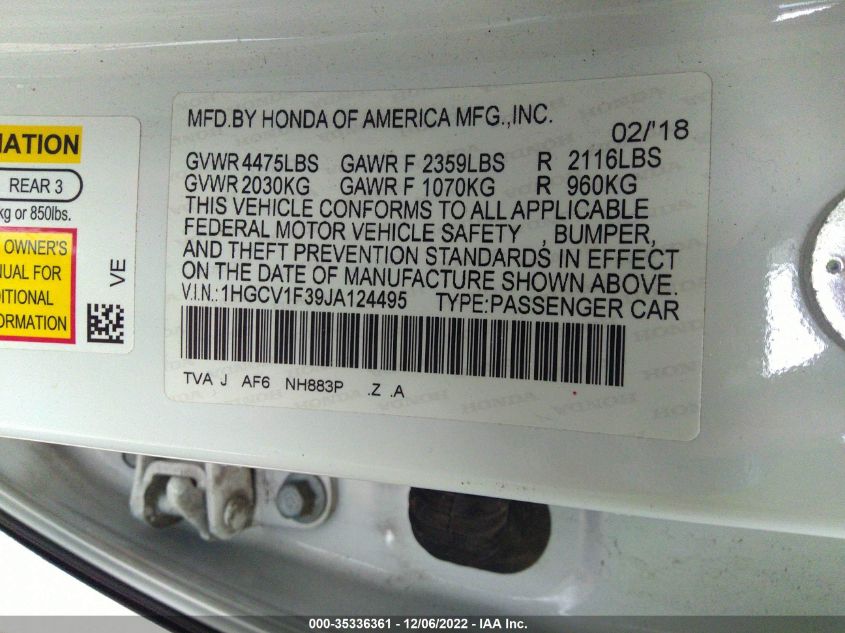 MATION
REAR 3
kg or 850lbs.
OWNER'S
NUAL FOR
DITIONAL
FORMATION
VE
MFD.BY HONDA OF AMERICA MFG.,INC.
02/'18
GVWR 4475LBS GAWR F 2359LBS R 2116LBS
GVWR 2030KG GAWR F 1070KG R 960KG
THIS VEHICLE CONFORMS TO ALL APPLICABLE
FEDERAL MOTOR VEHICLE SAFETY , BUMPER,
AND THEFT PREVENTION STANDARDS IN EFFECT
ON THE DATE OF MANUFACTURE SHOWN ABOVE.
V.I.N.:1HGCV1F39JA124495 TYPE:PASSENGER CAR
TVA J AF6 NH883P .Z .A
000-35336361 - 12/06/2022 - IAA Inc.